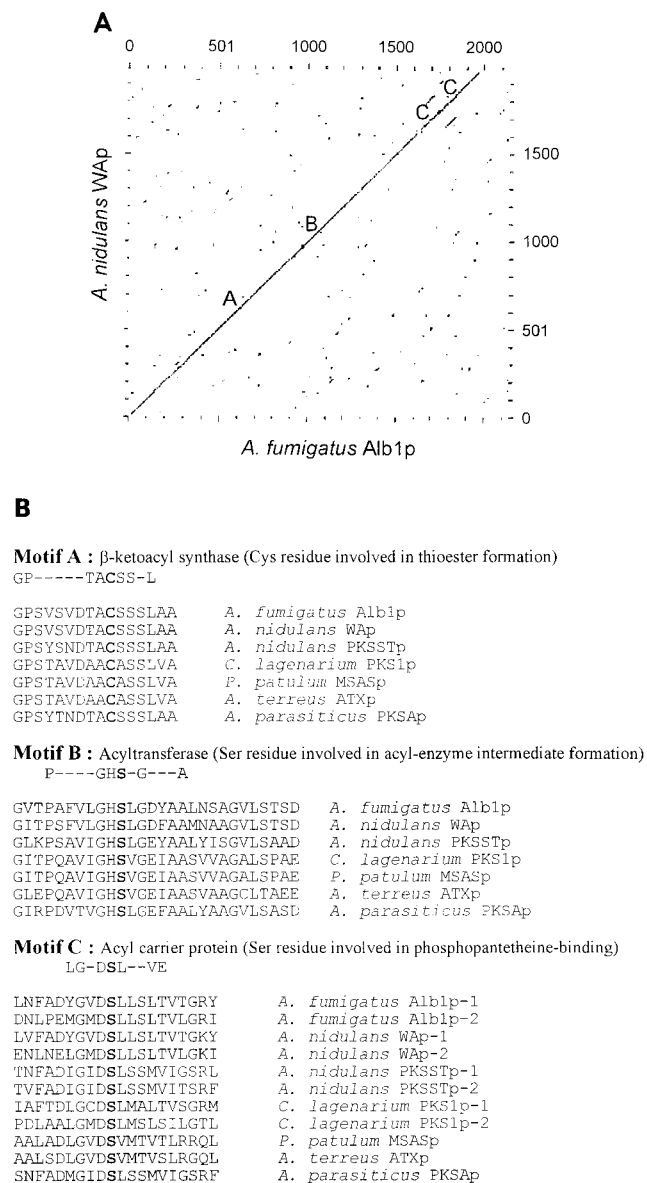 A
0 501 1000 1500 2000
A. nidulans WAp
C
C
1500
B
1000
A
501
0
A. fumigatus Alb1p
B
Motif A : β-ketoacyl synthase (Cys residue involved in thioester formation)
GP-----TACSS-L
GPSVSVDTACSSSLAA A. fumigatus Alb1p
GPSVSVDTACSSSLAA A. nidulans WAp
GPSYSNDTACSSSLAA A. nidulans PKSSTp
GPSTAVDAACASSLVA C. lagenarium PKS1p
GPSTAVDAACASSLVA P. patulum MSASp
GPSTAVDAACASSLVA A. terreus ATXp
GPSYTNDTACSSSLAA A. parasiticus PKSAp
Motif B : Acyltransferase (Ser residue involved in acyl-enzyme intermediate formation)
P----GHS-G---A
GVTPAFVLGHSLGDYAALNSAGVLSTSD A. fumigatus Alb1p
GITPSFVLGHSLGDFAAMNAAGVLSTSD A. nidulans WAp
GLKPSAVIGHSLGEYAALYISGVLSAAD A. nidulans PKSSTp
GITPQAVIGHSVGEIAASVVAGALSPAE C. lagenarium PKS1p
GITPQAVIGHSVGEIAASVVAGALSPAE P. patulum MSASp
GLEPQAVIGHSVGEIAASVAAGCLTAEE A. terreus ATXp
GIRPDVTVGHSLGEFAALYAAGVLSASD A. parasiticus PKSAp
Motif C : Acyl carrier protein (Ser residue involved in phosphopantetheine-binding)
LG-DSL--VE
LNFADYGVDSLLSLTVTGRY A. fumigatus Alb1p-1
DNLPEMGMDSLLSLTVLGRI A. fumigatus Alb1p-2
LVFADYGVDSLLSLTVTGKY A. nidulans WAp-1
ENLNELGMDSLLSLTVLGKI A. nidulans WAp-2
TNFADIGIDSLSSMVIGSRL A. nidulans PKSSTp-1
TVFADIGIDSLSSMVITSRF A. nidulans PKSSTp-2
IAFTDLGCDSLMALTVSGRM C. lagenarium PKS1p-1
PDLAALGMDSLMSLSILGTL C. lagenarium PKS1p-2
AALADLGVDSVMTVTLRRQL P. patulum MSASp
AALSDLGVDSVMTVSLRGQL A. terreus ATXp
SNFADMGIDSLSSMVIGSRF A. parasiticus PKSAp